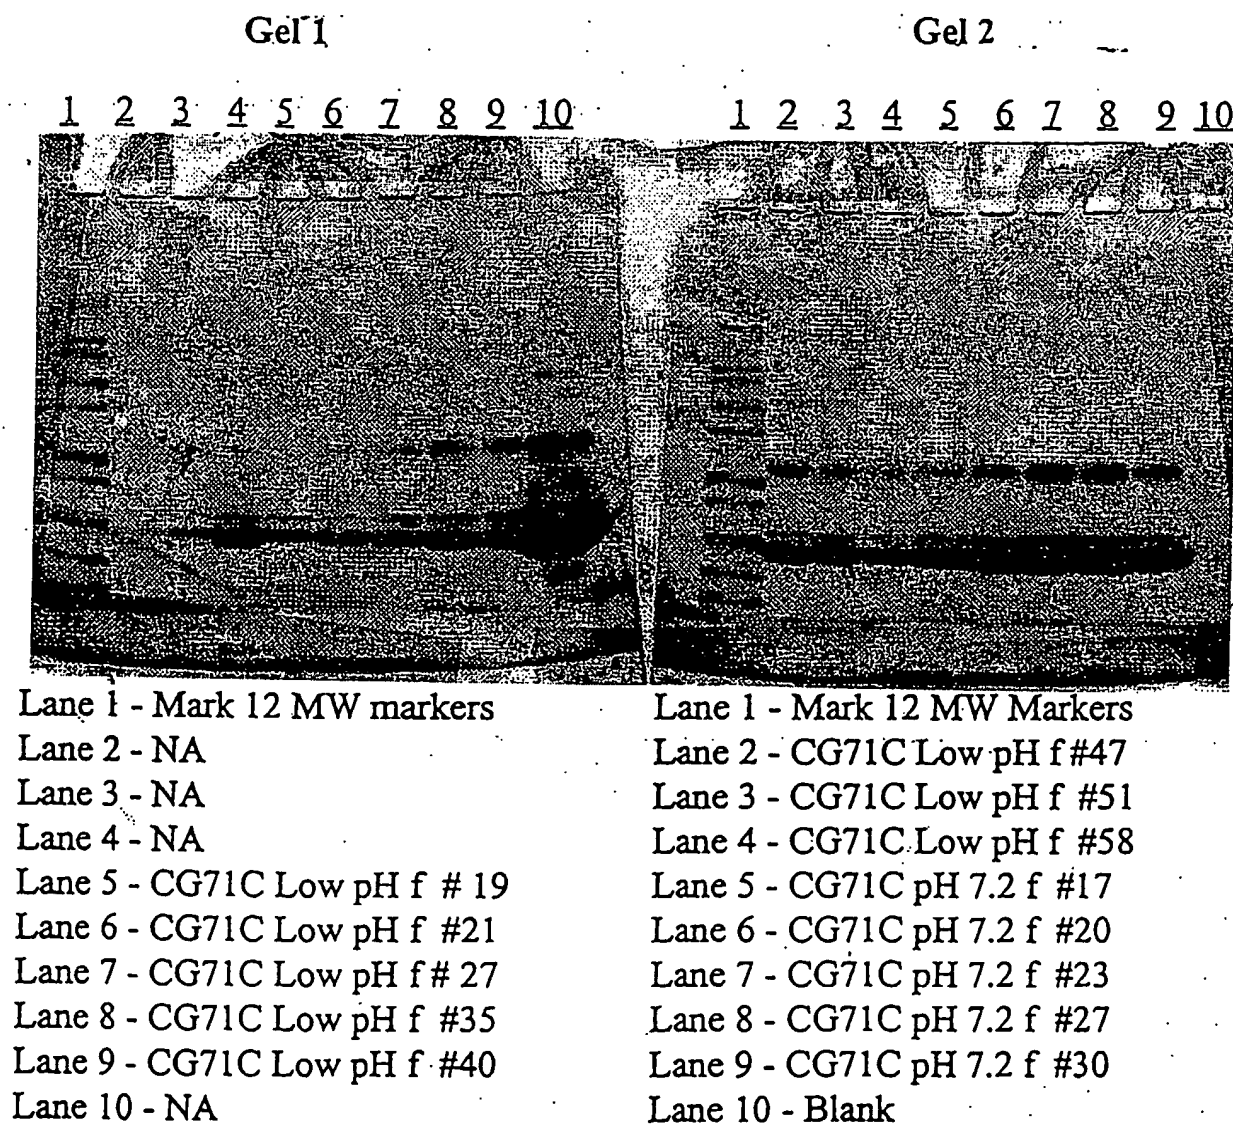 Gel 1
1 2 3 4 5 6 7 8 9 10
Lane 1 - Mark 12 MW markers
Lane 2 - NA
Lane 3 - NA
Lane 4 - NA
Lane 5 - CG71C Low pH f # 19
Lane 6 - CG71C Low pH f #21
Lane 7 - CG71C Low pH f # 27
Lane 8 - CG71C Low pH f #35
Lane 9 - CG71C Low pH f #40
Lane 10 - NA
Gel 2
1 2 3 4 5 6 7 8 9 10
Lane 1 - Mark 12 MW Markers
Lane 2 - CG71C Low pH f #47
Lane 3 - CG71C Low pH f #51
Lane 4 - CG71C Low pH f #58
Lane 5 - CG71C pH 7.2 f #17
Lane 6 - CG71C pH 7.2 f #20
Lane 7 - CG71C pH 7.2 f #23
Lane 8 - CG71C pH 7.2 f #27
Lane 9 - CG71C pH 7.2 f #30
Lane 10 - Blank